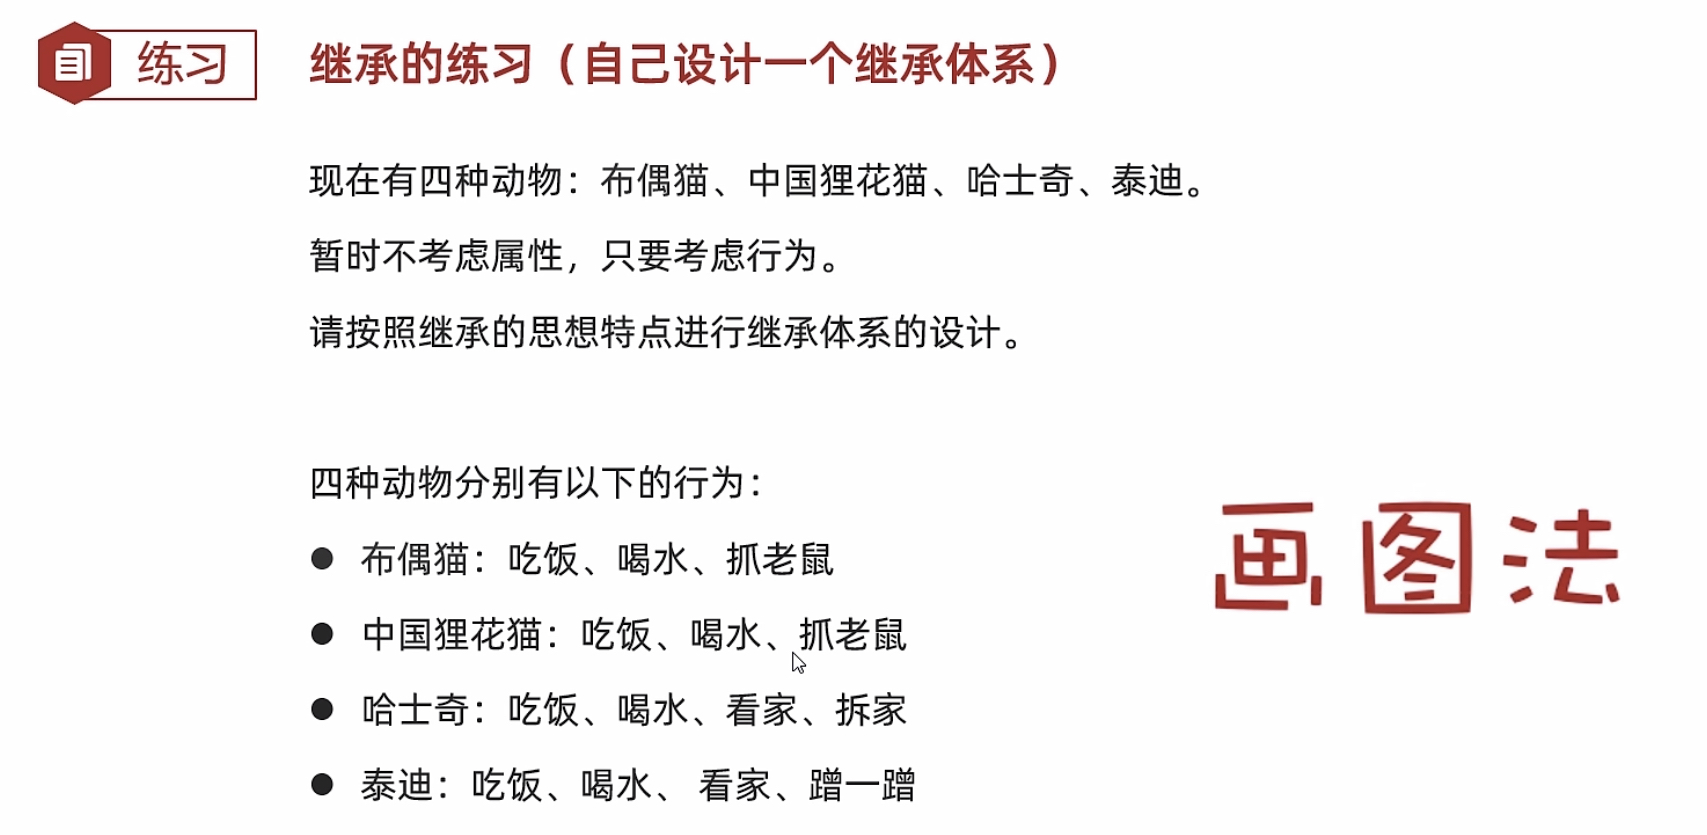 练习
继承的练习（自己设计一个继承体系）
现在有四种动物：布偶猫、中国狸花猫、哈士奇、泰迪。
暂时不考虑属性，只要考虑行为。
请按照继承的思想特点进行继承体系的设计。
四种动物分别有以下的行为：
● 布偶猫：吃饭、喝水、抓老鼠
● 中国狸花猫：吃饭、喝水、抓老鼠
● 哈士奇：吃饭、喝水、看家、拆家
● 泰迪：吃饭、喝水、 看家、蹭一蹭
画图法